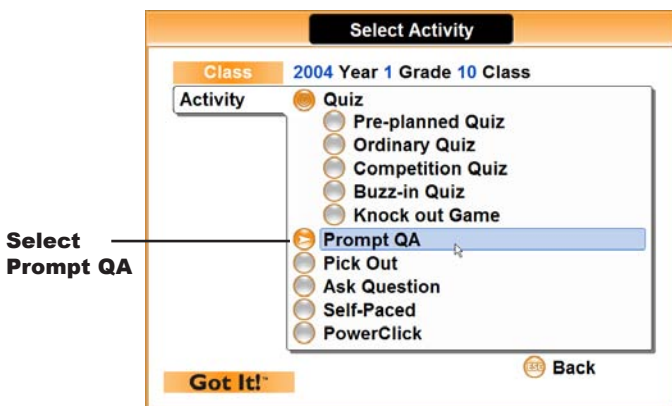 Select Activity
Class 2004 Year 1 Grade 10 Class
Activity
Quiz
Pre-planned Quiz
Ordinary Quiz
Competition Quiz
Buzz-in Quiz
Knock out Game
Select
Prompt QA
Prompt QA
Pick Out
Ask Question
Self-Paced
PowerClick
Back
Got It!™